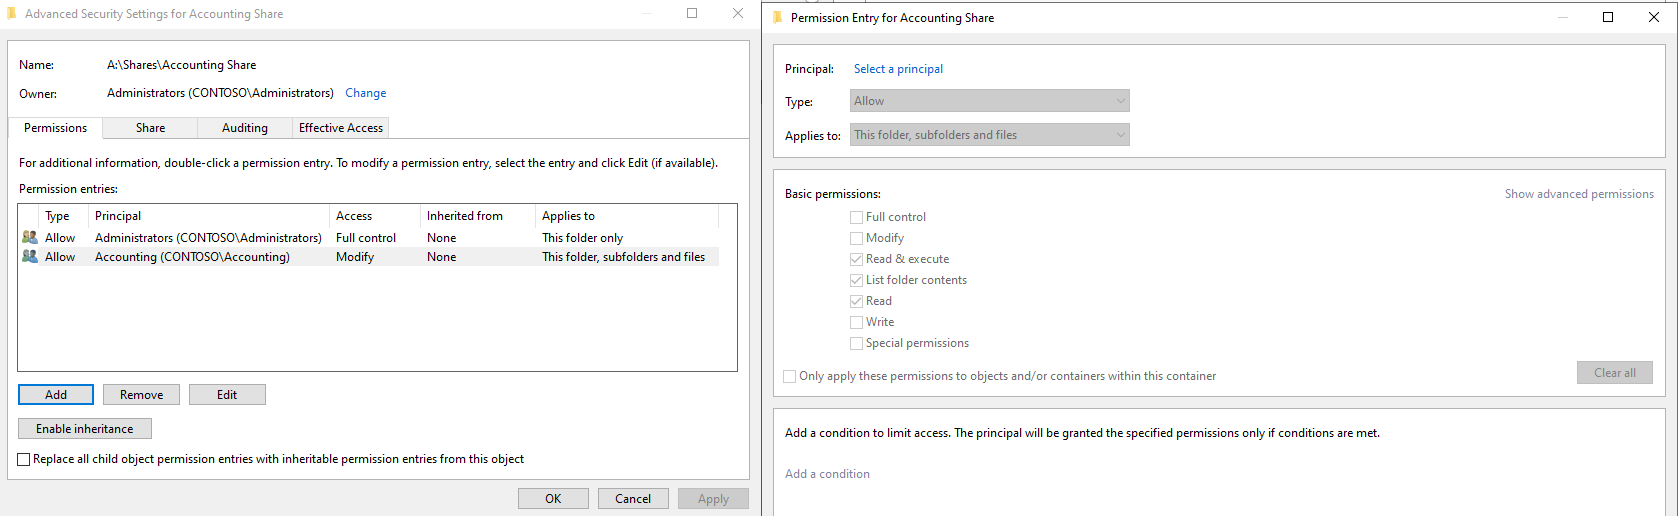 Advanced Security Settings for Accounting Share
Name: A:\Shares\Accounting Share
Owner: Administrators (CONTOSO\Administrators) Change
Permissions Share Auditing Effective Access
For additional information, double-click a permission entry. To modify a permission entry, select the entry and click Edit (if available).
Permission entries:
Type Principal Access Inherited from Applies to
Allow Administrators (CONTOSO\Administrators) Full control None This folder only
Allow Accounting (CONTOSO\Accounting) Modify None This folder, subfolders and files
Add Remove Edit
Enable inheritance
Replace all child object permission entries with inheritable permission entries from this object
OK Cancel Apply
Permission Entry for Accounting Share
Principal: Select a principal
Type: Allow
Applies to: This folder, subfolders and files
Basic permissions: Show advanced permissions
Full control
Modify
Read & execute
List folder contents
Read
Write
Special permissions
Only apply these permissions to objects and/or containers within this container Clear all
Add a condition to limit access. The principal will be granted the specified permissions only if conditions are met.
Add a condition